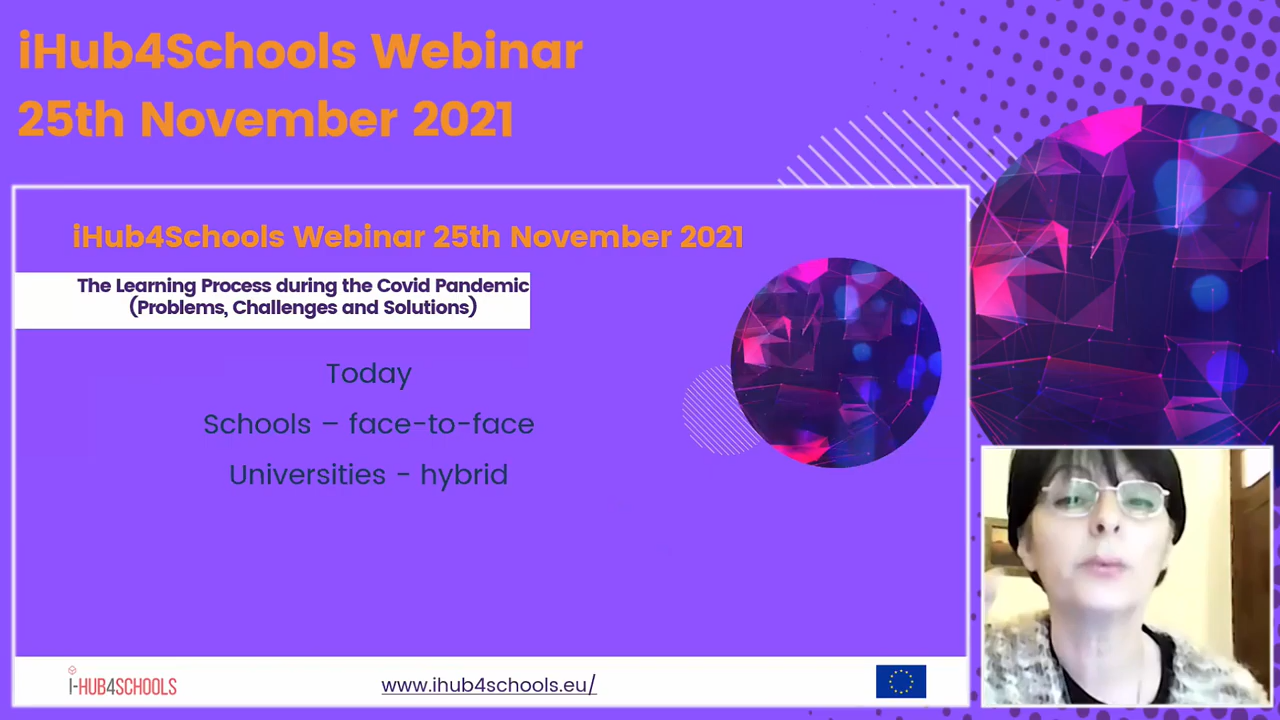 iHub4Schools Webinar
25th November 2021
iHub4Schools Webinar 25th November 2021
The Learning Process during the Covid Pandemic
(Problems, Challenges and Solutions)
Today
Schools – face-to-face
Universities - hybrid
I-HUB4SCHOOLS
www.ihub4schools.eu/